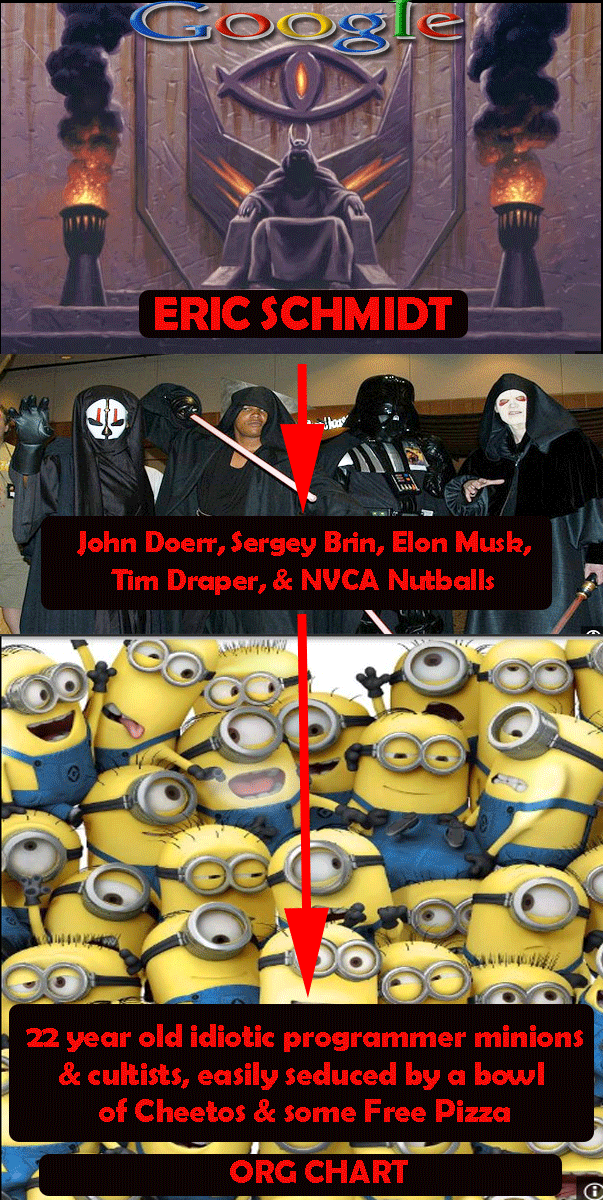 Google
ERIC SCHMIDT
John Doerr, Sergey Brin, Elon Musk,
Tim Draper, & NVCA Nutballs
22 year old idiotic programmer minions
& cultists, easily seduced by a bowl
of Cheetos & some Free Pizza
ORG CHART